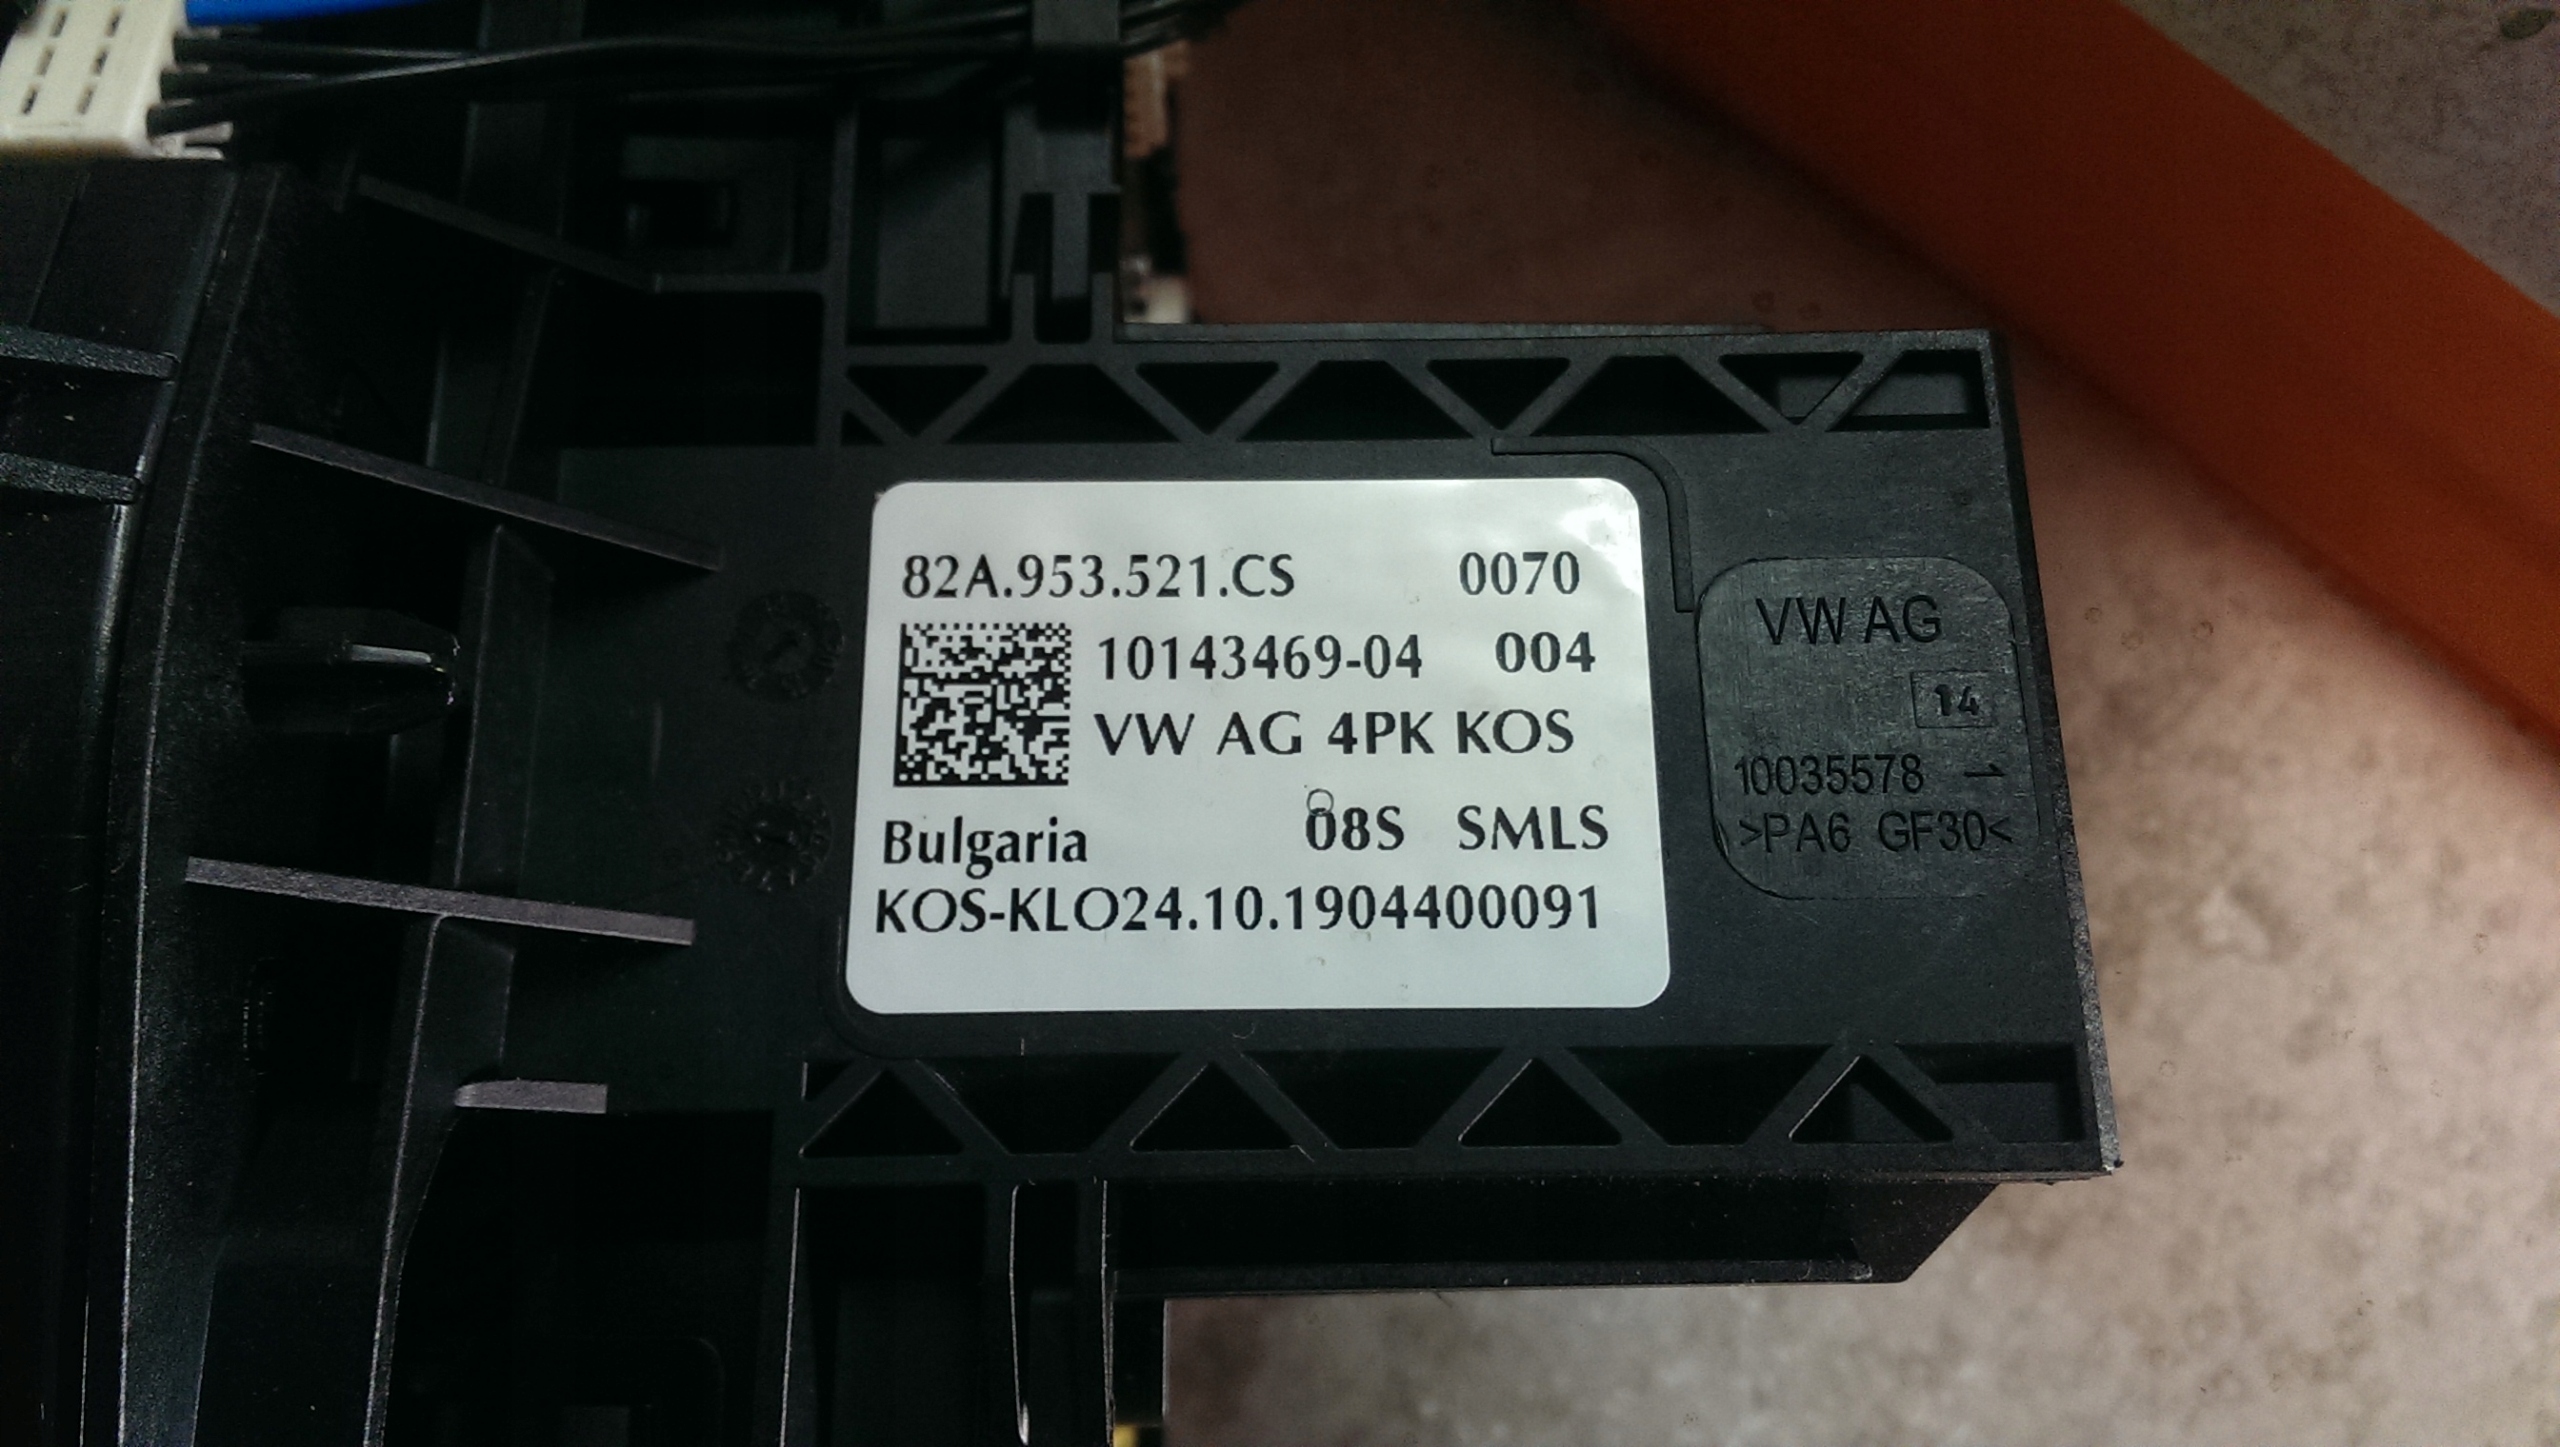 82A.953.521.CS 0070
10143469-04 004
VW AG 4PK KOS
Bulgaria 08S SMLS
KOS-KLO24.10.1904400091
VW AG
14
10035578
>PA6 GF30<